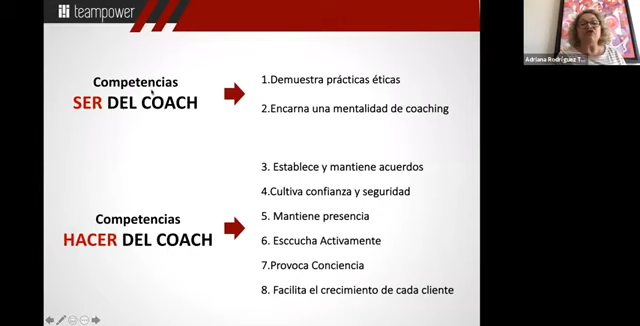 teampower
Adriana Rodríguez T...
Competencias
SER DEL COACH
1.Demuestra prácticas éticas
2.Encarna una mentalidad de coaching
Competencias
HACER DEL COACH
3. Establece y mantiene acuerdos
4.Cultiva confianza y seguridad
5. Mantiene presencia
6. Esccucha Activamente
7.Provoca Conciencia
8. Facilita el crecimiento de cada cliente